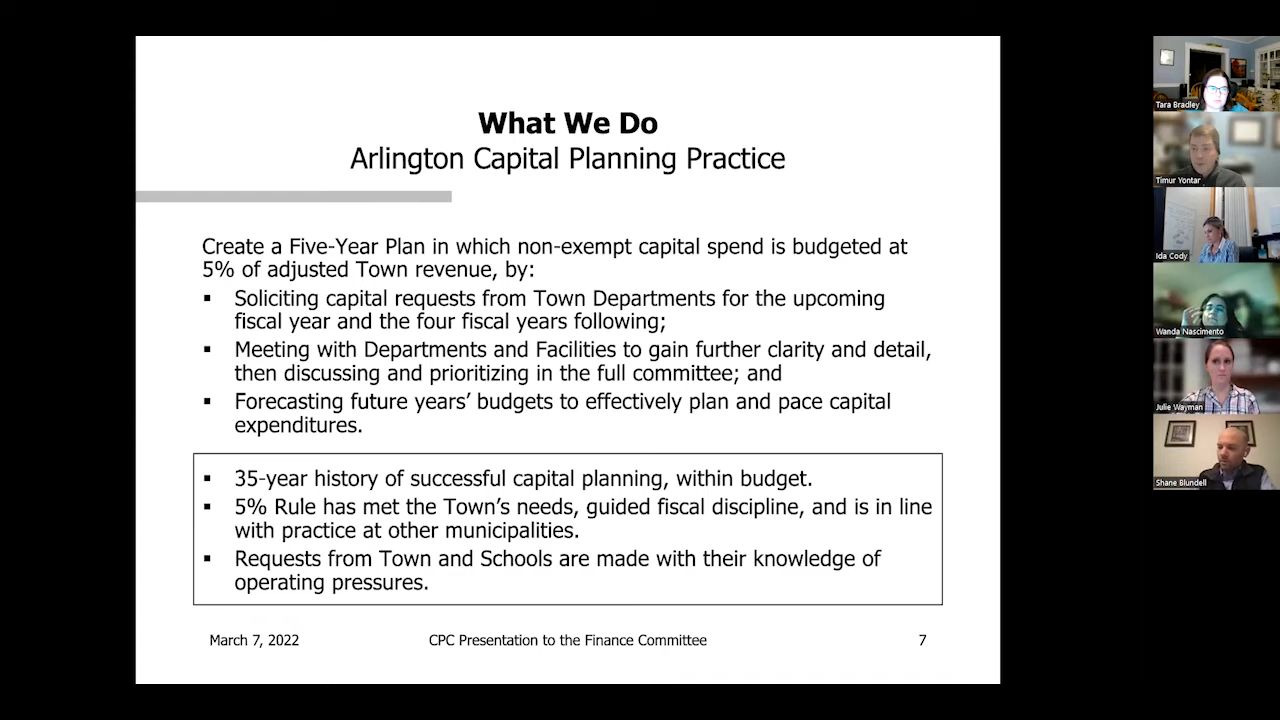 What We Do
Arlington Capital Planning Practice
Create a Five-Year Plan in which non-exempt capital spend is budgeted at
5% of adjusted Town revenue, by:
▪ Soliciting capital requests from Town Departments for the upcoming
fiscal year and the four fiscal years following;
▪ Meeting with Departments and Facilities to gain further clarity and detail,
then discussing and prioritizing in the full committee; and
▪ Forecasting future years’ budgets to effectively plan and pace capital
expenditures.
▪ 35-year history of successful capital planning, within budget.
▪ 5% Rule has met the Town’s needs, guided fiscal discipline, and is in line
with practice at other municipalities.
▪ Requests from Town and Schools are made with their knowledge of
operating pressures.
March 7, 2022 CPC Presentation to the Finance Committee 7
Tara Bradley
Timur Yontar
Ida Cody
Wanda Nascimento
Julie Wayman
Shane Blundell